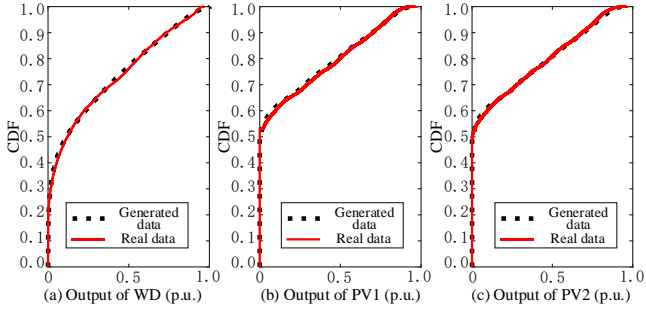 1.0
0.9
0.8
0.7
0.6
0.5
0.4
0.3
0.2
0.1
0.0
CDF
Generated
data
Real data
0 0.5 1.0
(a) Output of WD (p.u.)
1.0
0.9
0.8
0.7
0.6
0.5
0.4
0.3
0.2
0.1
0.0
CDF
Generated
data
Real data
0 0.5 1.0
(b) Output of PV1 (p.u.)
1.0
0.9
0.8
0.7
0.6
0.5
0.4
0.3
0.2
0.1
0.0
CDF
Generated
data
Real data
0 0.5 1.0
(c) Output of PV2 (p.u.)